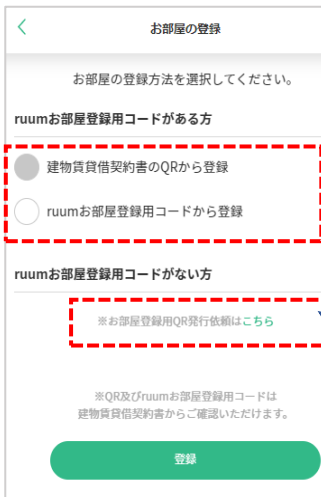 お部屋の登録
お部屋の登録方法を選択してください。
ruumお部屋登録用コードがある方
建物賃貸借契約書のQRから登録
ruumお部屋登録用コードから登録
ruumお部屋登録用コードがない方
※お部屋登録用QR発行依頼はこちら
※QR及びruumお部屋登録用コードは
建物賃貸借契約書からご確認いただけます。
登録